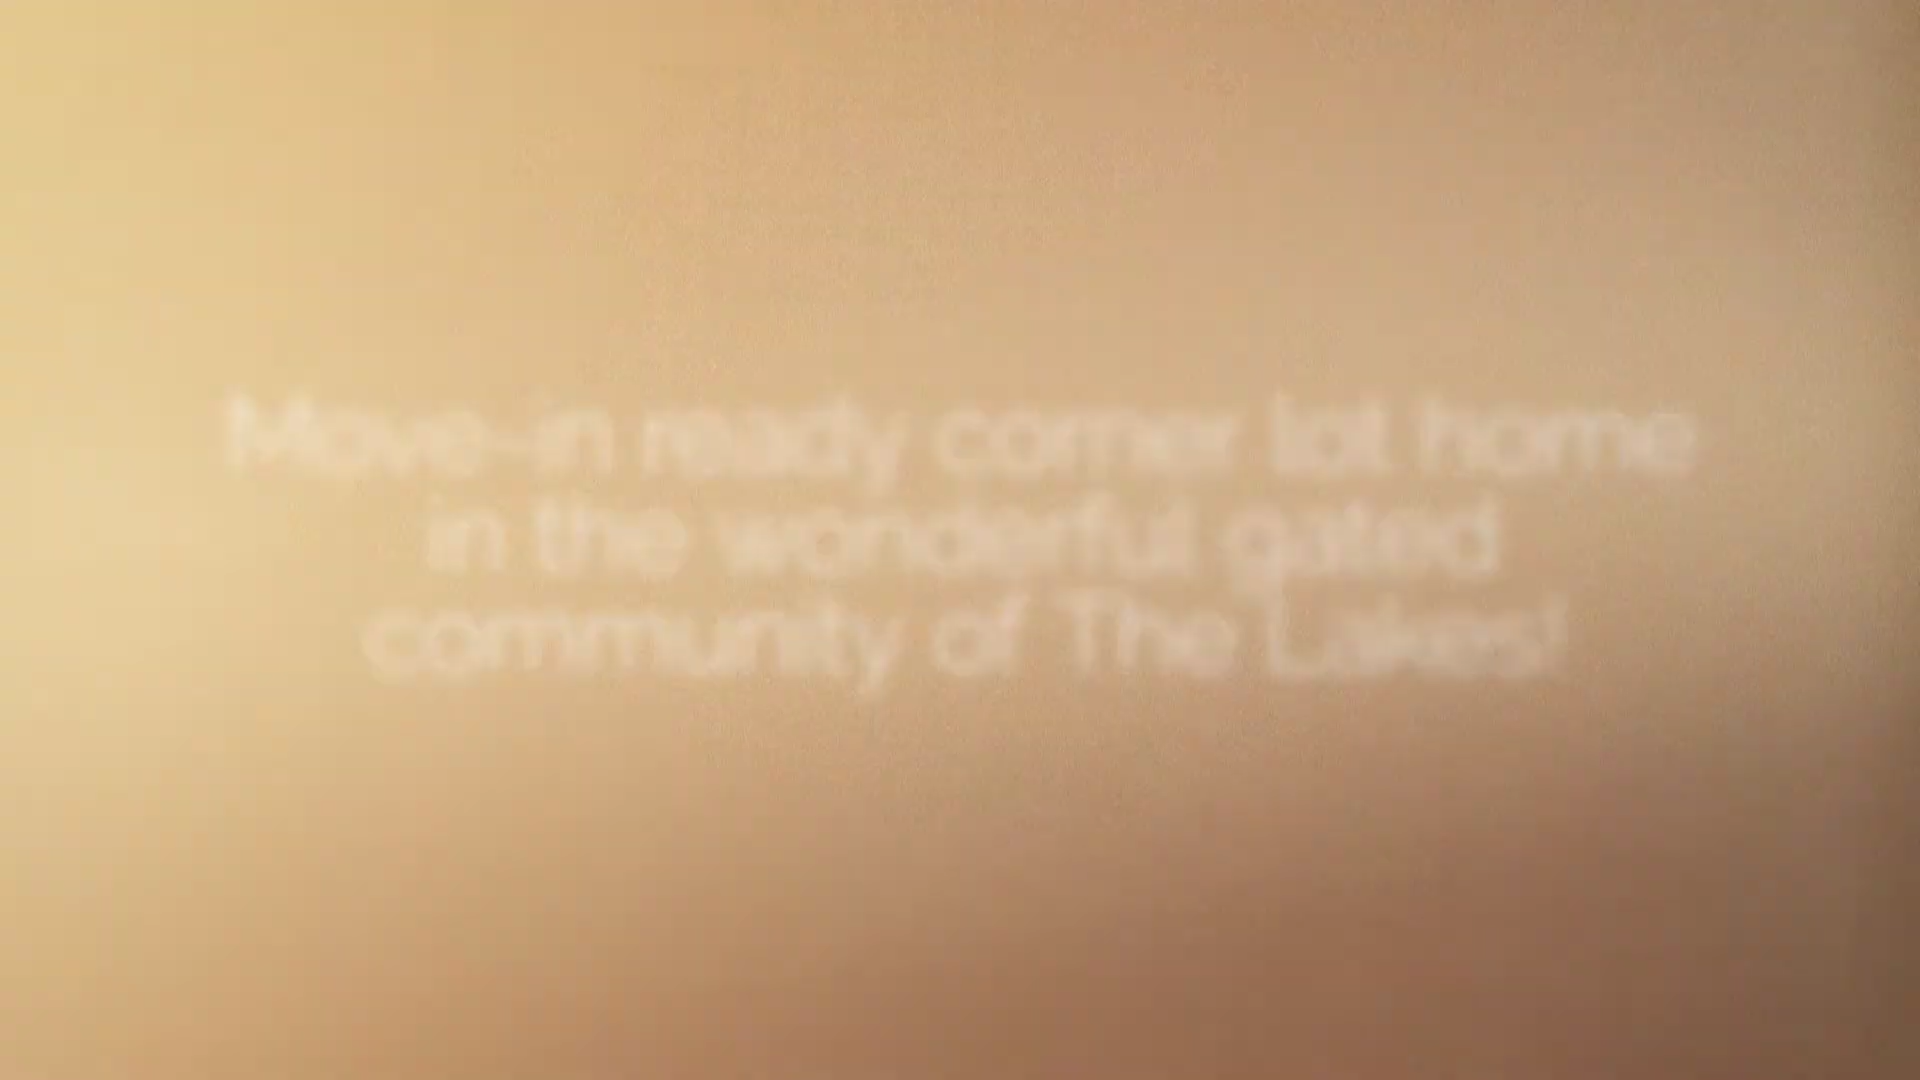 Move-in ready corner lot home
in the wonderful gated
community of The Lakes!